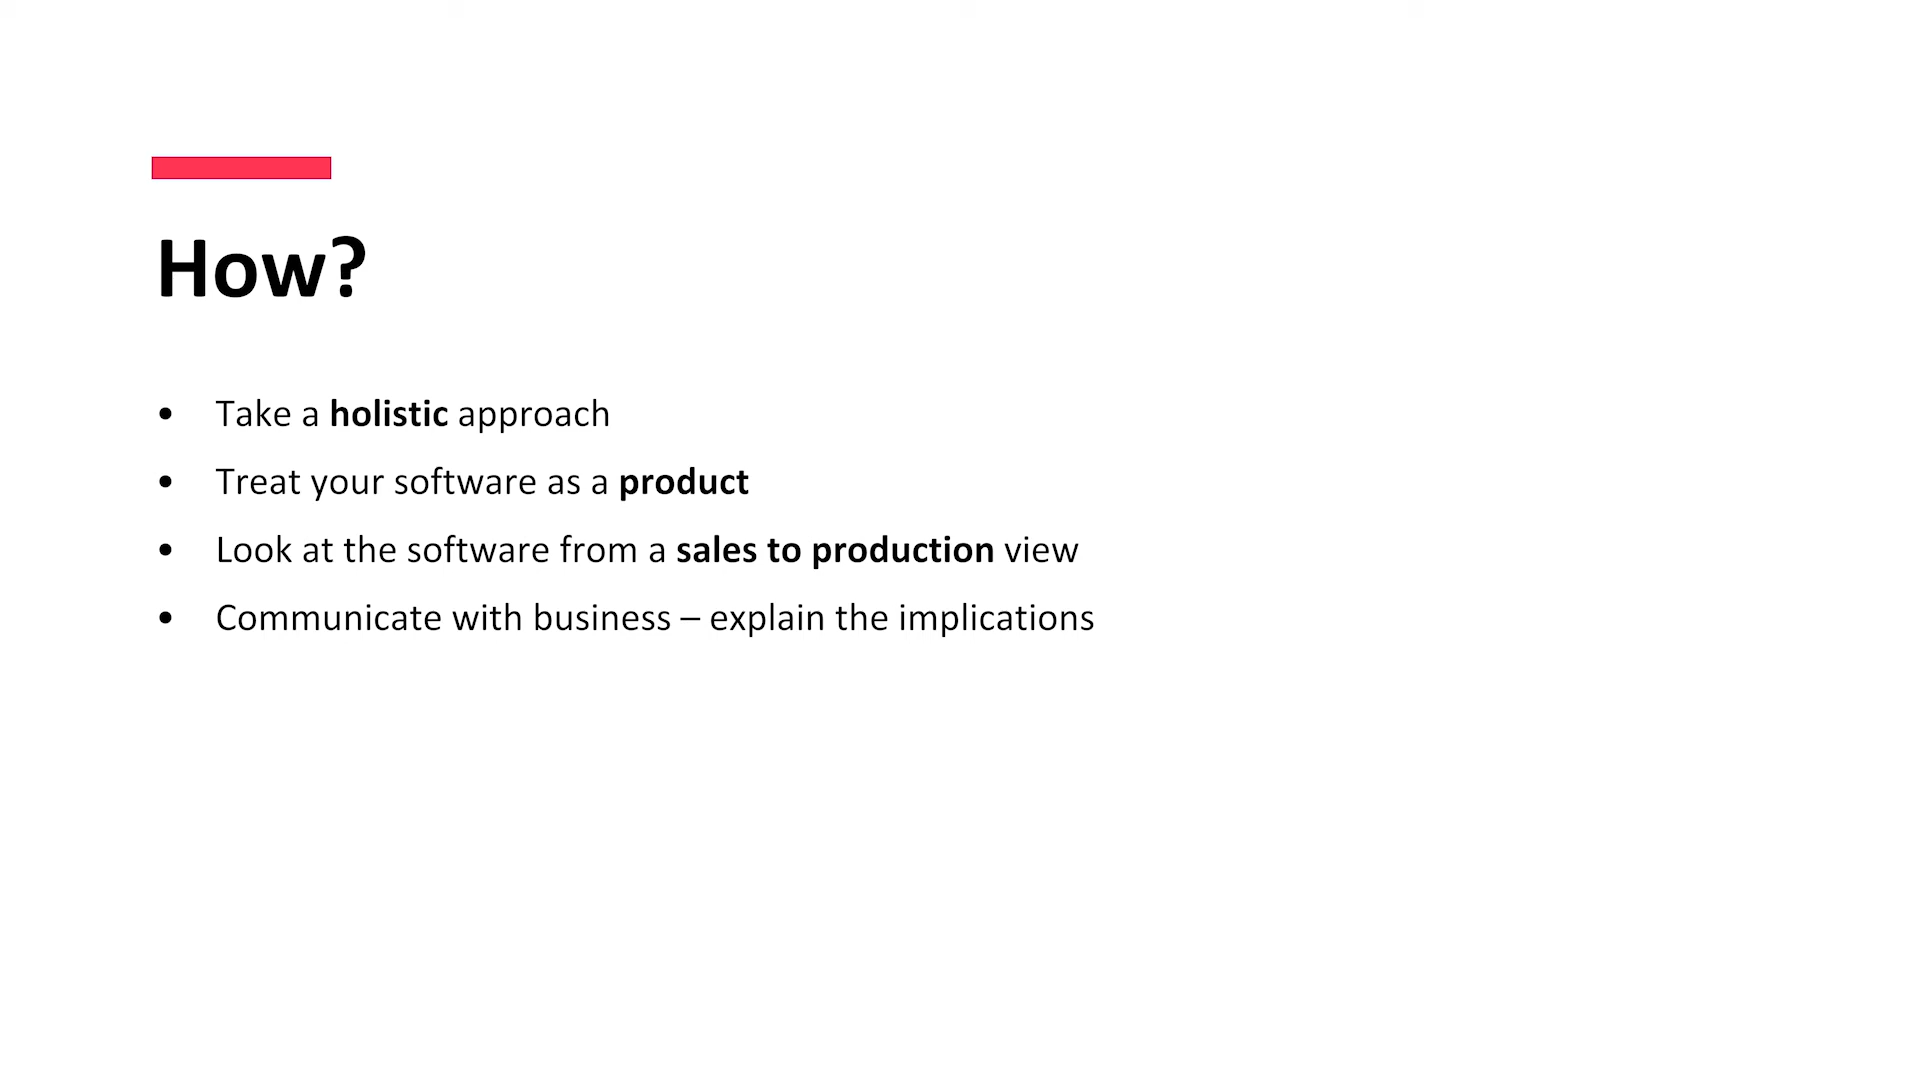 How?
• Take a holistic approach
• Treat your software as a product
• Look at the software from a sales to production view
• Communicate with business – explain the implications